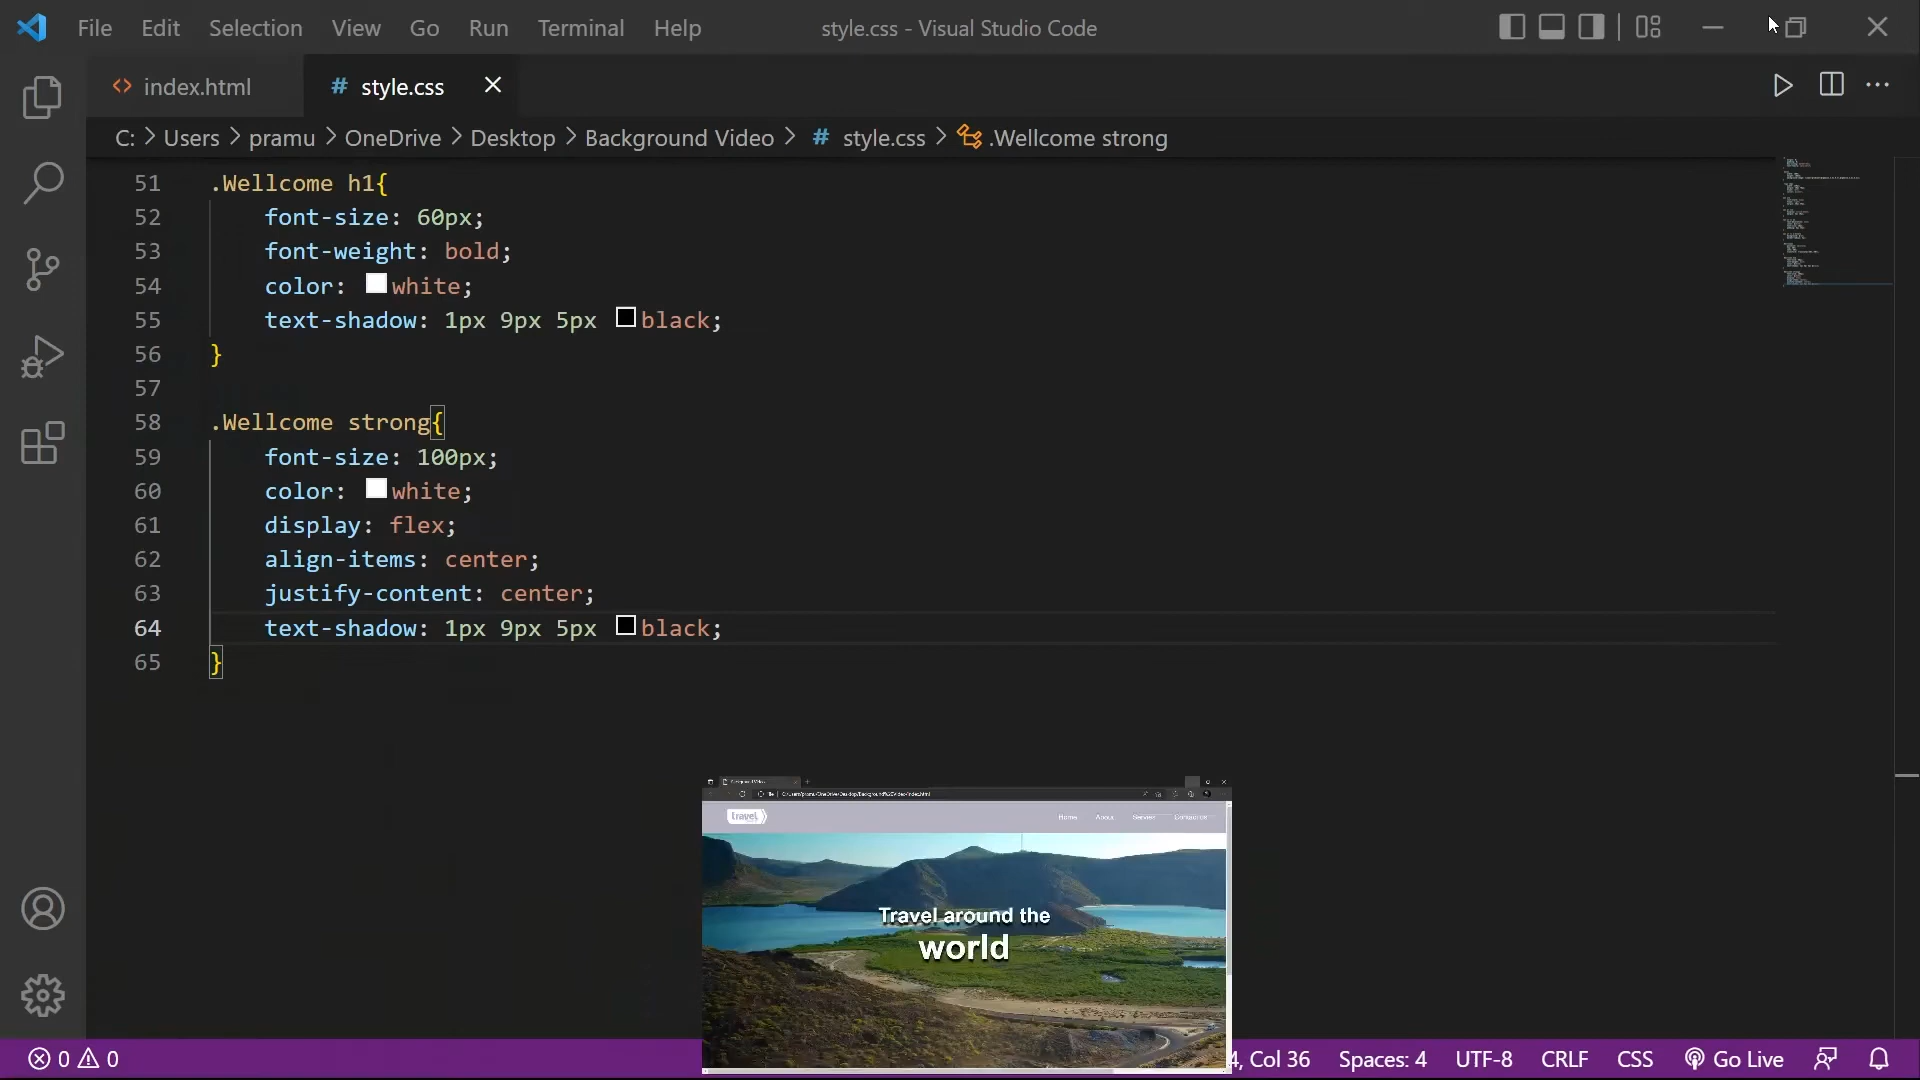 File Edit Selection View Go Run Terminal Help style.css - Visual Studio Code
index.html # style.css
C: > Users > pramu > OneDrive > Desktop > Background Video > # style.css > .Wellcome strong
51 .Wellcome h1{
52 font-size: 60px;
53 font-weight: bold;
54 color: white;
55 text-shadow: 1px 9px 5px black;
56 }
57
58 .Wellcome strong{
59 font-size: 100px;
60 color: white;
61 display: flex;
62 align-items: center;
63 justify-content: center;
64 text-shadow: 1px 9px 5px black;
65 }
travel Home About Contact us
Travel around the
world
0 0 4, Col 36 Spaces: 4 UTF-8 CRLF CSS Go Live